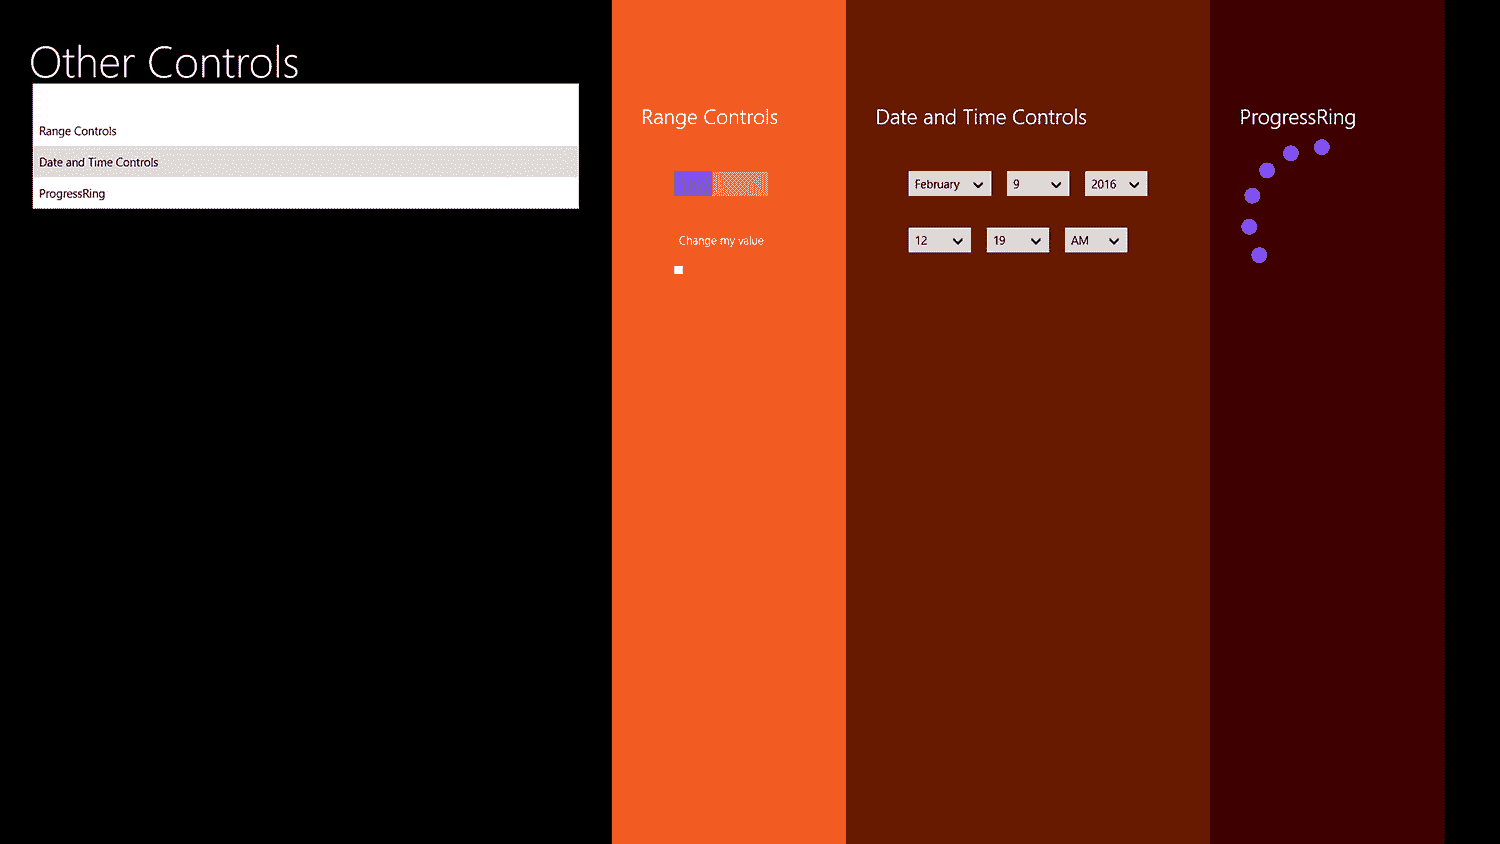 Other Controls
Range Controls
Date and Time Controls
ProgressRing
Range Controls
Change my value
Date and Time Controls
February 9 2016
12 19 AM
ProgressRing